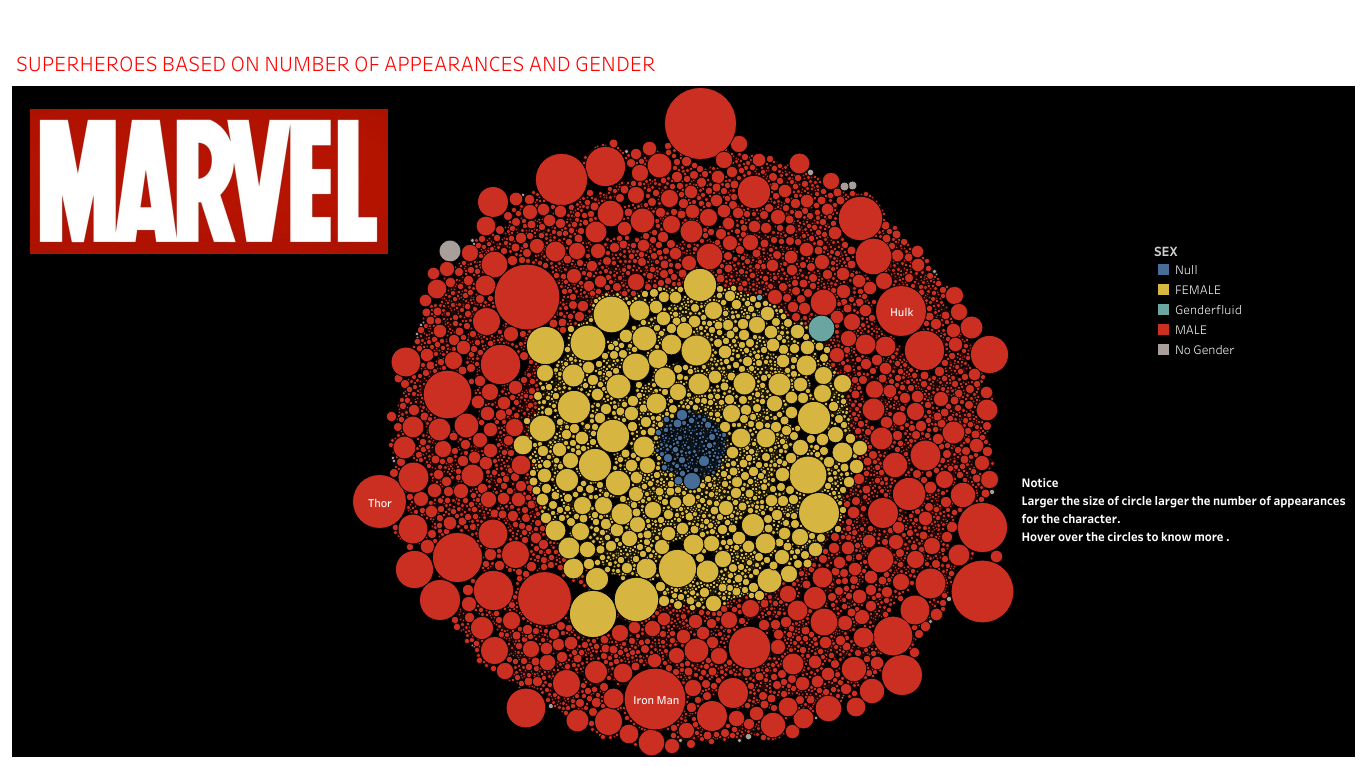 SUPERHEROES BASED ON NUMBER OF APPEARANCES AND GENDER
MARVEL
SEX
Null
FEMALE
Genderfluid
MALE
No Gender
Hulk
Thor
Iron Man
Notice
Larger the size of circle larger the number of appearances
for the character.
Hover over the circles to know more .